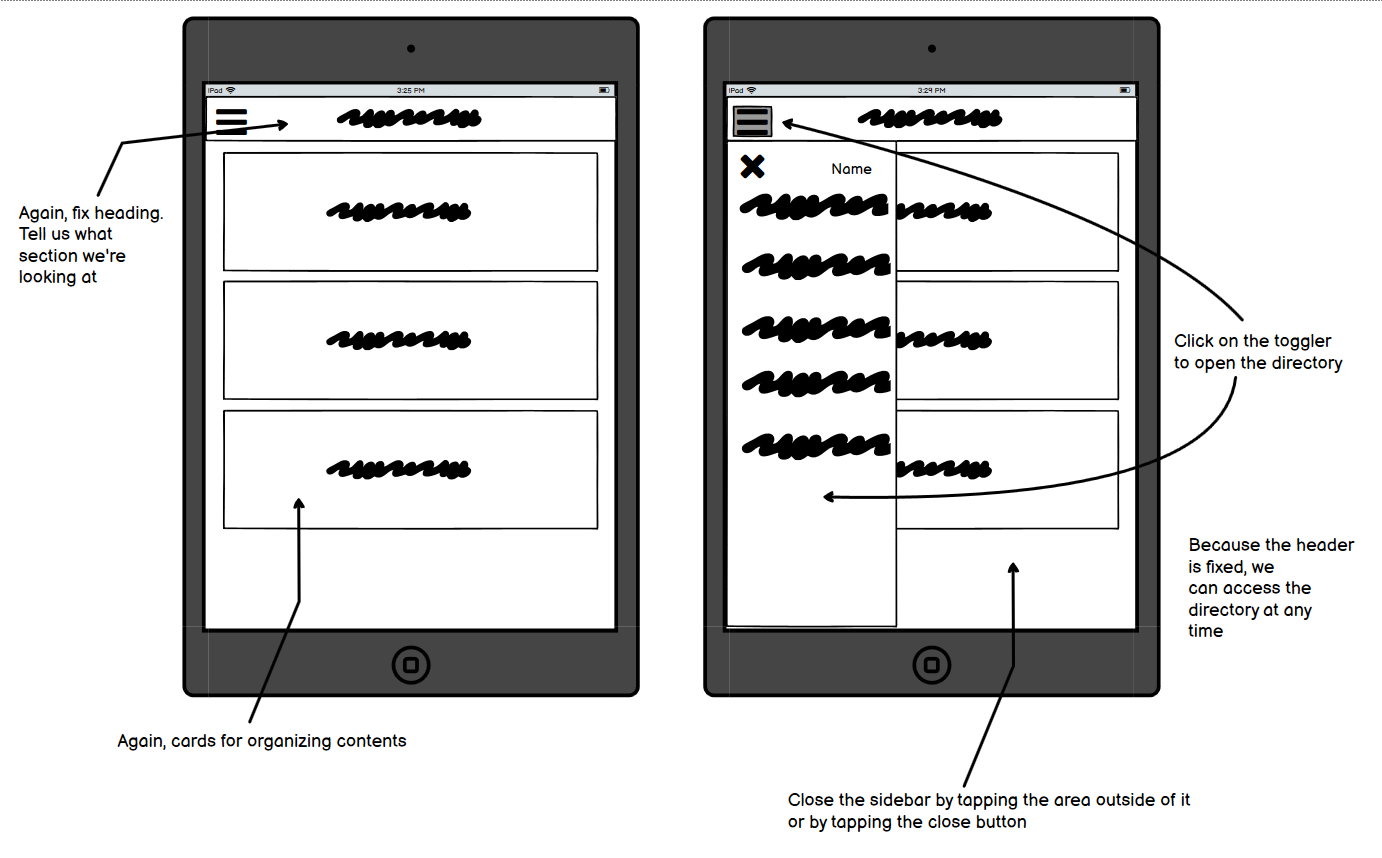 iPad
3:25 PM
Again, fix heading.
Tell us what
section we're
looking at
Again, cards for organizing contents
iPad
3:29 PM
Name
Click on the toggler
to open the directory
Because the header
is fixed, we
can access the
directory at any
time
Close the sidebar by tapping the area outside of it
or by tapping the close button